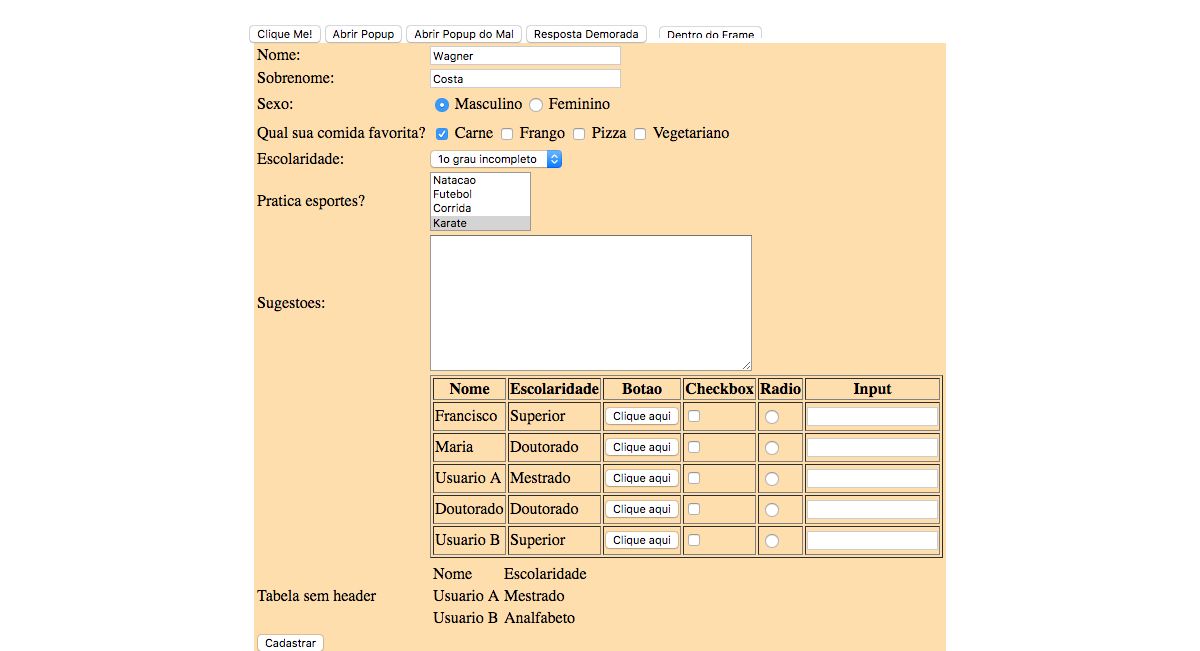 Clique Me! Abrir Popup Abrir Popup do Mal Resposta Demorada Dentro do Frame
Nome: Wagner
Sobrenome: Costa
Sexo: Masculino Feminino
Qual sua comida favorita? Carne Frango Pizza Vegetariano
Escolaridade: 1o grau incompleto
Natacao
Futebol
Pratica esportes?
Corrida
Karate
Sugestoes:
Nome Escolaridade Botao Checkbox Radio Input
Francisco Superior Clique aqui
Maria Doutorado Clique aqui
Usuario A Mestrado Clique aqui
Doutorado Doutorado Clique aqui
Usuario B Superior Clique aqui
Nome Escolaridade
Tabela sem header Usuario A Mestrado
Usuario B Analfabeto
Cadastrar